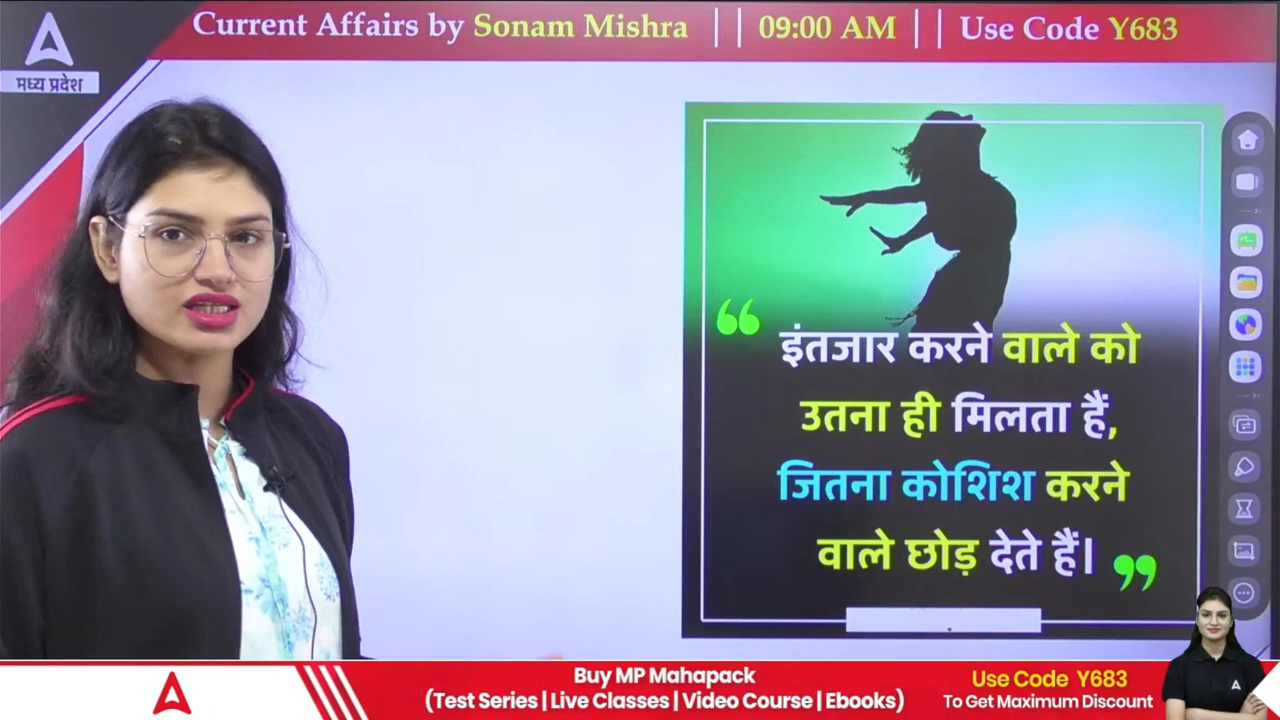 Current Affairs by Sonam Mishra || 09:00 AM || Use Code Y683
मध्य प्रदेश
“
इंतजार करने वाले को
उतना ही मिलता हैं,
जितना कोशिश करने
वाले छोड़ देते हैं।
”
Buy MP Mahapack
(Test Series | Live Classes | Video Course | Ebooks)
Use Code Y683
To Get Maximum Discount